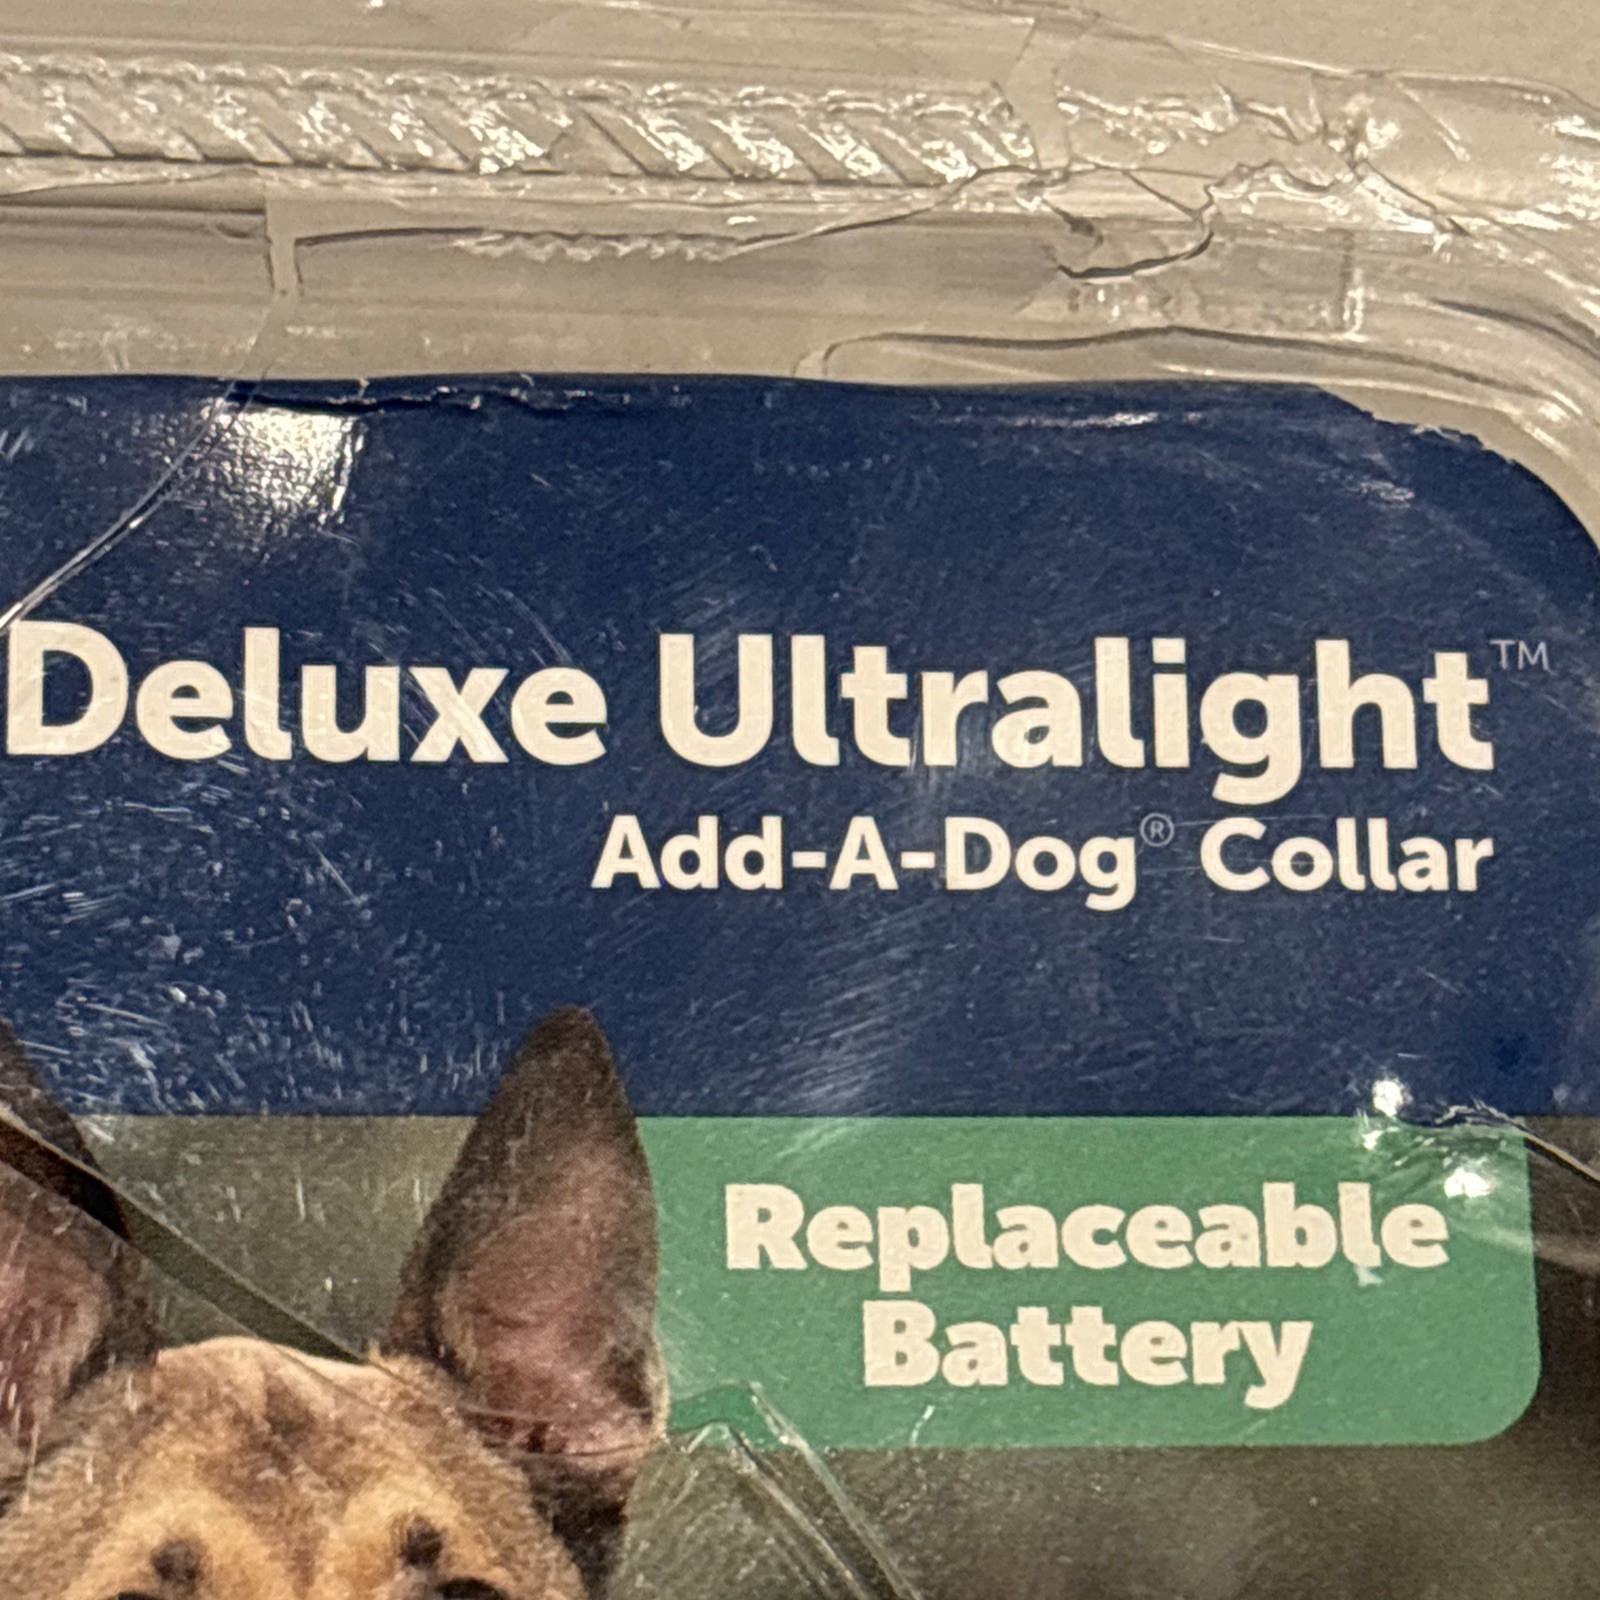 Deluxe Ultralight™
Add-A-Dog® Collar
Replaceable
Battery